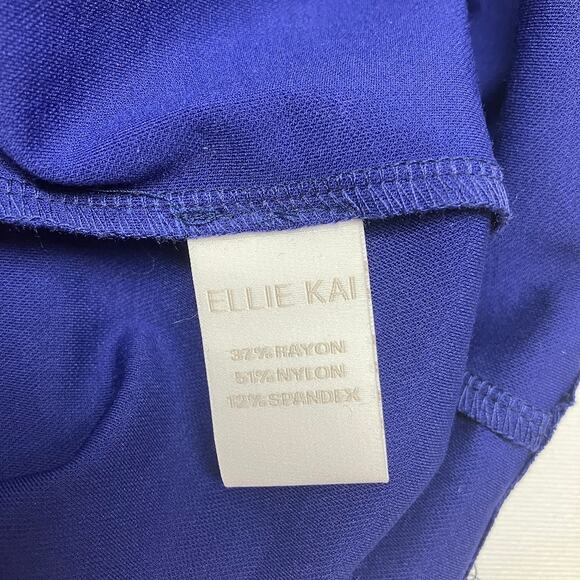 ELLIE KAI
37% RAYON
51% NYLON
12% SPANDEX